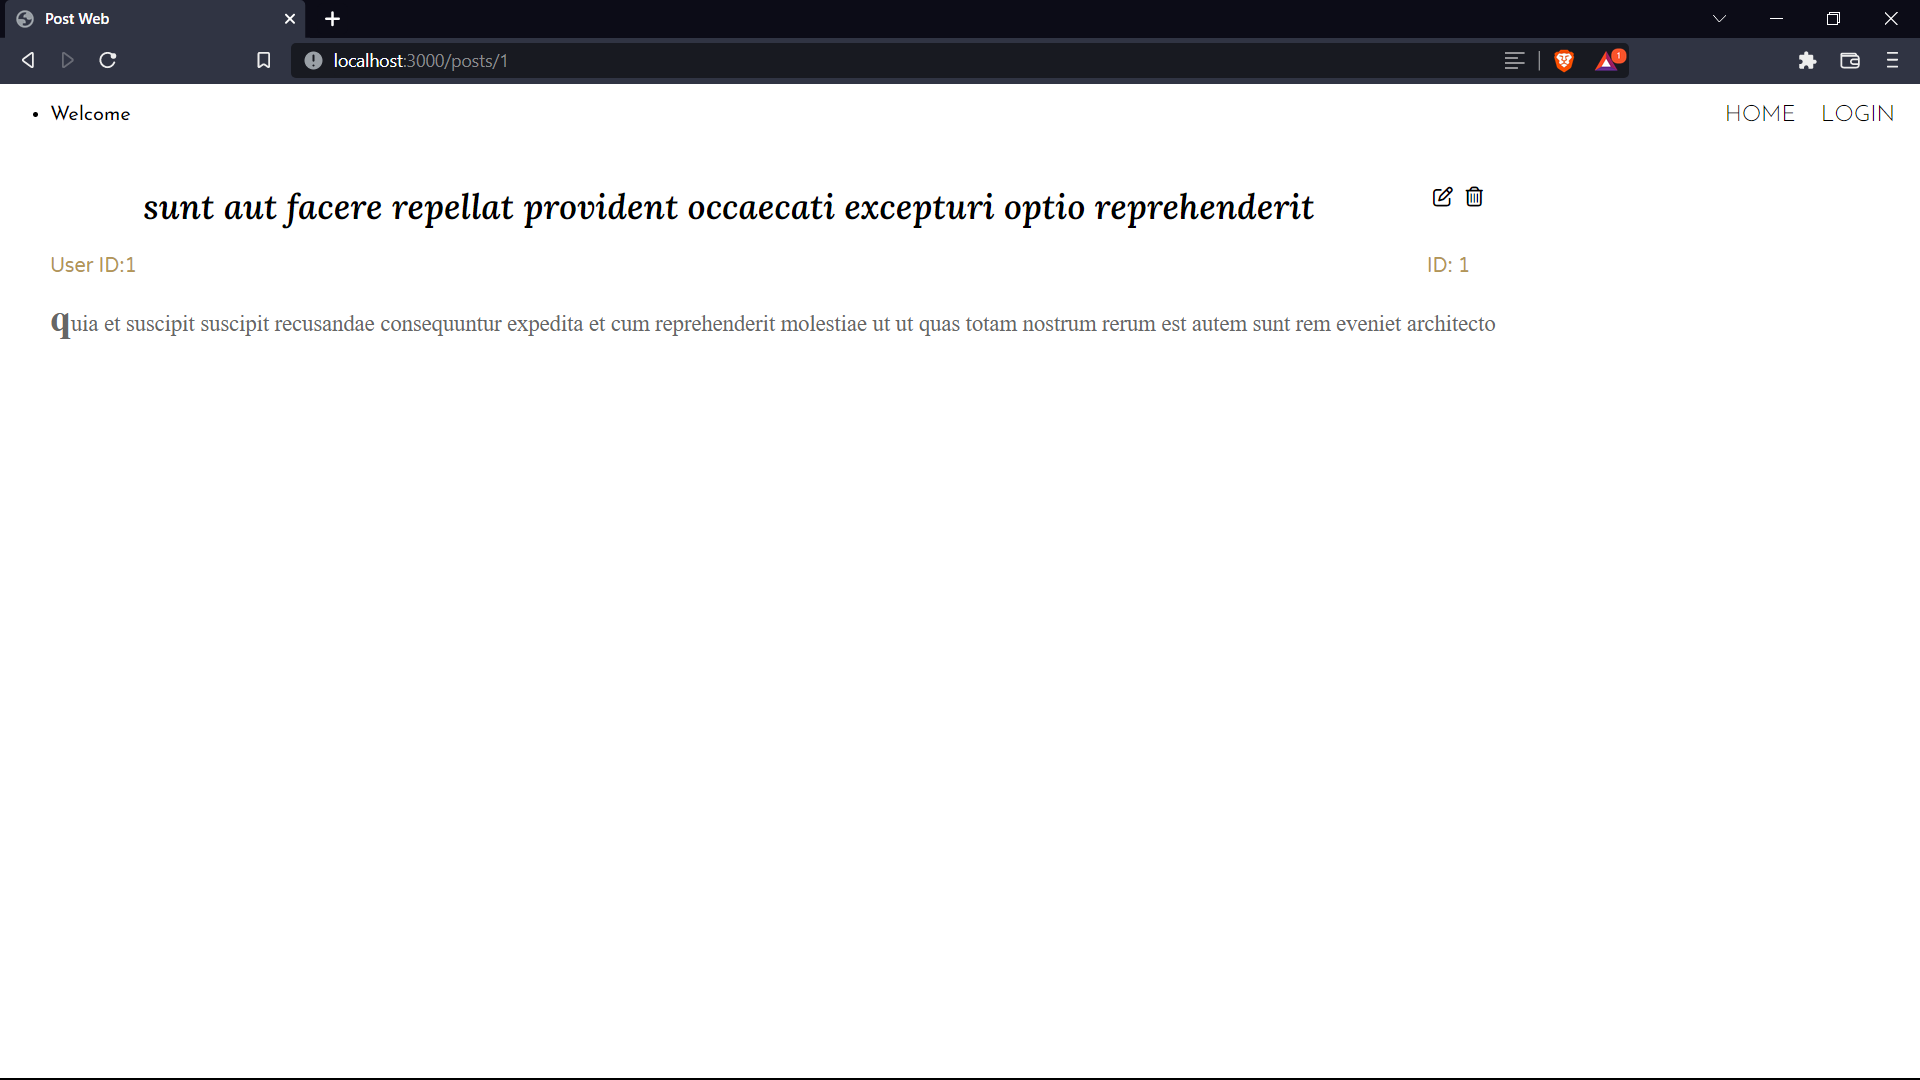 Post Web
localhost:3000/posts/1
1
• Welcome
HOME LOGIN
sunt aut facere repellat provident occaecati excepturi optio reprehenderit
User ID:1
ID: 1
quia et suscipit suscipit recusandae consequuntur expedita et cum reprehenderit molestiae ut ut quas totam nostrum rerum est autem sunt rem eveniet architecto